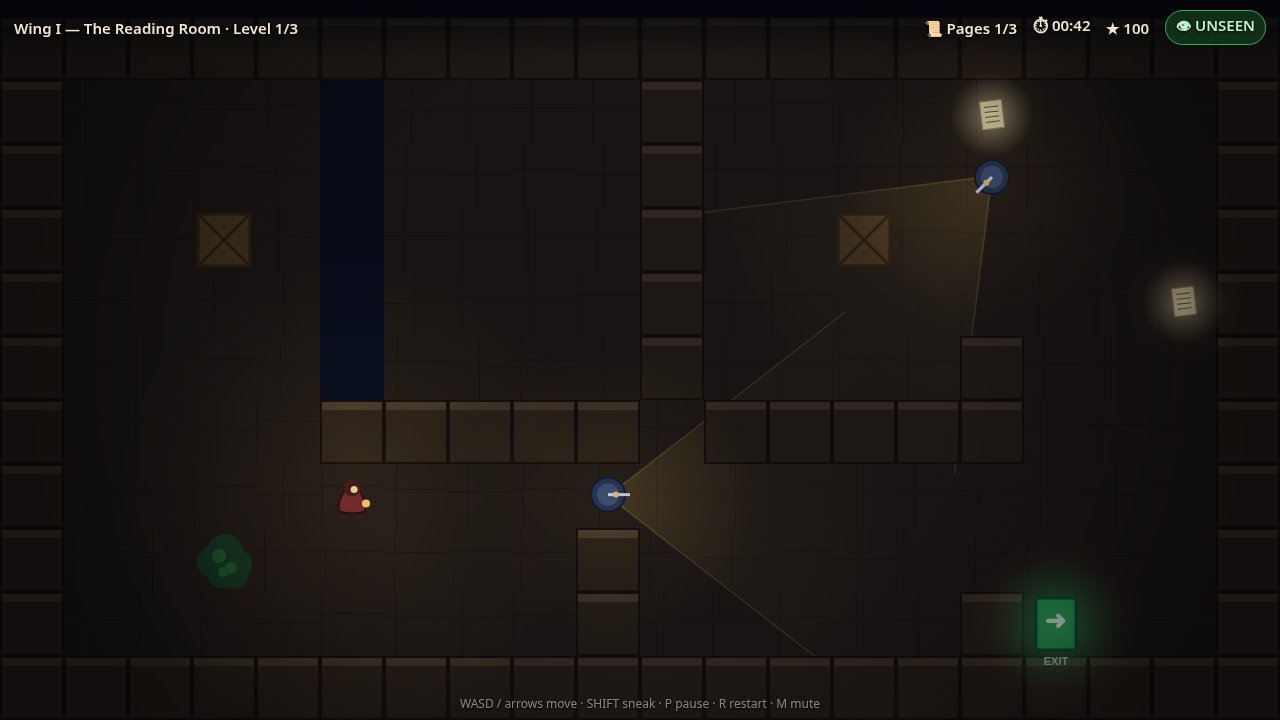 Wing I — The Reading Room · Level 1/3
📜 Pages 1/3 ⏱ 00:42 ★ 100 👁 UNSEEN
EXIT
WASD / arrows move · SHIFT sneak · P pause · R restart · M mute